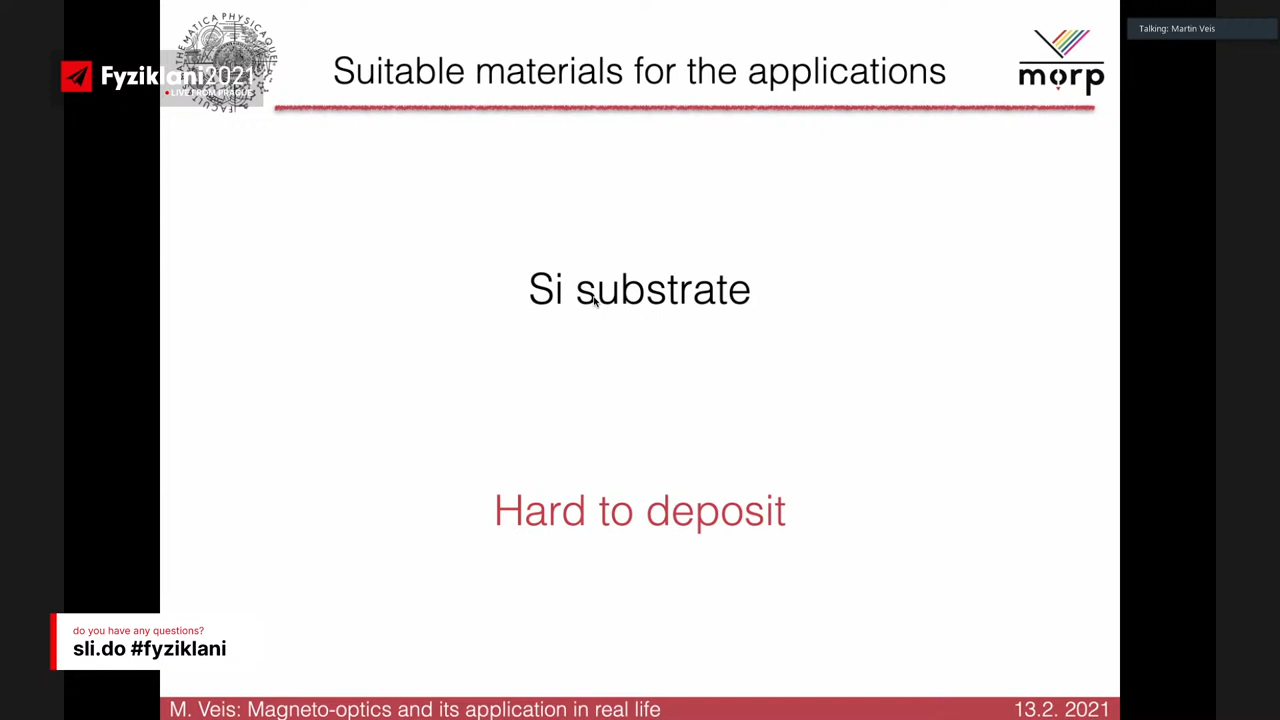 Talking: Martin Veis
Suitable materials for the applications
morp
Fyziklani2021
LIVE FROM PRAGUE
Si substrate
Hard to deposit
do you have any questions?
sli.do #fyziklani
M. Veis: Magneto-optics and its application in real life
13.2. 2021